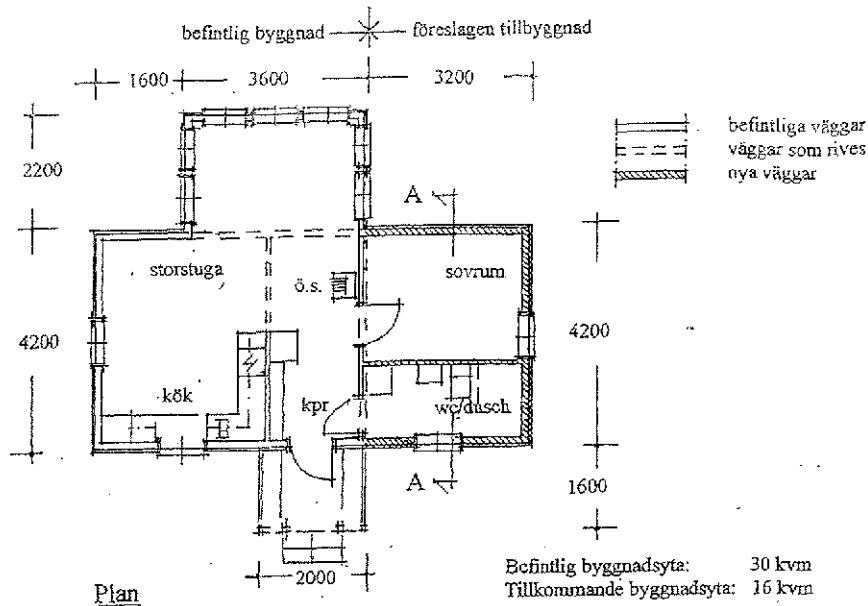 befintlig byggnad
föreslagen tillbyggnad
1600
3600
3200
befintliga väggar
väggar som rives
nya väggar
2200
A
storstuga
ö.s.
sovrum
4200
4200
kök
kpr
wc/dusch
A
1600
2000
Plan
Befintlig byggnadsyta: 30 kvm
Tillkommande byggnadsyta: 16 kvm